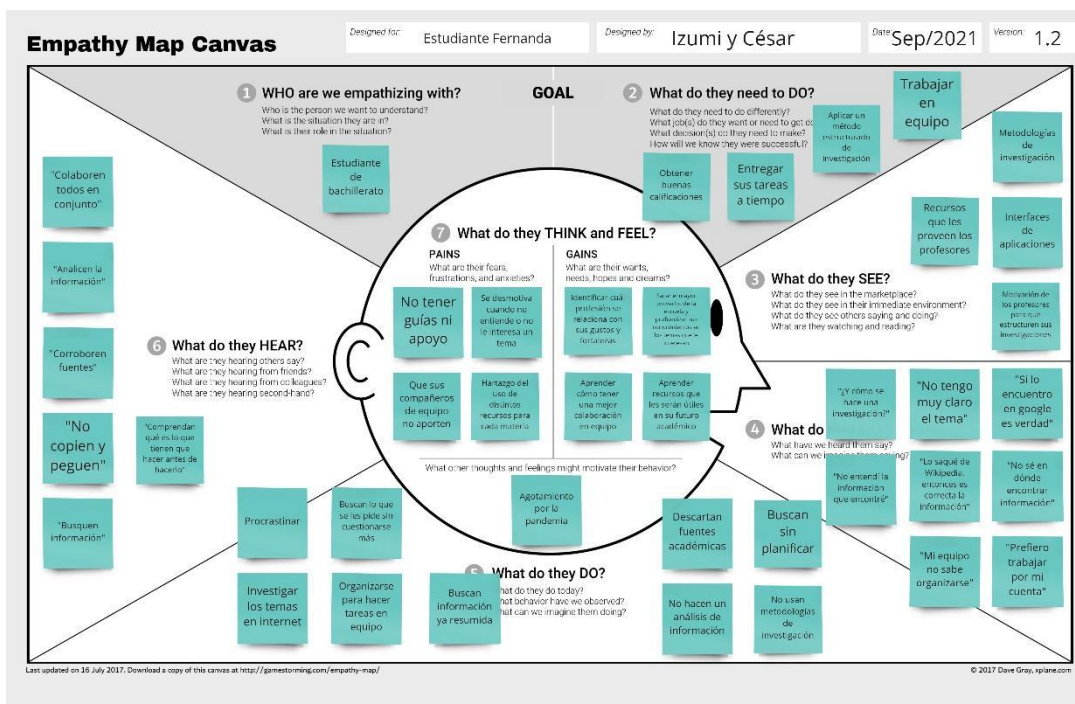 Empathy Map Canvas
Designed for:
Estudiante Fernanda
Designed by:
Izumi y César
Date:
Sep/2021
Version:
1.2
1 WHO are we empathizing with?
Who is the person we want to understand?
What is the situation they are in?
What is their role in the situation?
Estudiante
de
bachillerato
GOAL
2 What do they need to DO?
What do they need to do differently?
What job(s) do they want or need to get do
What decision(s) do they need to make?
How will we know they were successful?
Obtener
buenas
calificaciones
Entregar
sus tareas
a tiempo
Aplicar un
método
estructurado
de
investigación
Trabajar
en
equipo
3 What do they SEE?
What do they see in the marketplace?
What do they see in their immediate environment?
What do they see others saying and doing?
What are they watching and reading?
Metodologías
de
investigación
Recursos
que les
proveen los
profesores
Interfaces
de
aplicaciones
Motivación de
los profesores
para que
estructuren sus
investigaciones
4 What do
What have we heard them say?
What can we imagine them saying?
"¿Y cómo se
hace una
investigación?"
"No tengo
muy claro
el tema"
"Si lo
encuentro
en google
es verdad"
"No entendí la
información
que encontré"
"Lo saqué de
Wikipedia,
entonces es
correcta la
información"
"No sé en
dónde
encontrar
información"
"Mi equipo
no sabe
organizarse"
"Prefiero
trabajar
por mi
cuenta"
5 What do they DO?
What do they do today?
What behavior have we observed?
What can we imagine them doing?
Procrastinar
Buscan lo que
se les pide sin
cuestionarse
más
Investigar
los temas
en internet
Organizarse
para hacer
tareas en
equipo
Buscan
información
ya resumida
Descartan
fuentes
académicas
Buscan
sin
planificar
No hacen un
análisis de
información
No usan
metodologías
de
investigación
6 What do they HEAR?
What are they hearing others say?
What are they hearing from friends?
What are they hearing from colleagues?
What are they hearing second-hand?
"Colaboren
todos en
conjunto"
"Analicen la
información"
"Corroboren
fuentes"
"No
copien y
peguen"
"Comprendan
qué es lo que
tienen que
hacer antes de
hacerlo"
"Busquen
información"
7 What do they THINK and FEEL?
PAINS
What are their fears,
frustrations, and anxieties?
No tener
guías ni
apoyo
Se desmotiva
cuando no
entiende o no
le interesa un
tema
Que sus
compañeros
de equipo
no aporten
Hartazgo del
uso de
distintos
recursos para
cada materia
GAINS
What are their wants,
needs, hopes and dreams?
Identificar cuál
profesión se
relaciona con
sus gustos y
fortalezas
Aprender
cómo tener
una mejor
colaboración
en equipo
Aprender
recursos que
les serán útiles
en su futuro
académico
What other thoughts and feelings might motivate their behavior?
Agotamiento
por la
pandemia
Last updated on 16 July 2017. Download a copy of this canvas at http://gamestorming.com/empathy-map/
© 2017 Dave Gray, xplane.com